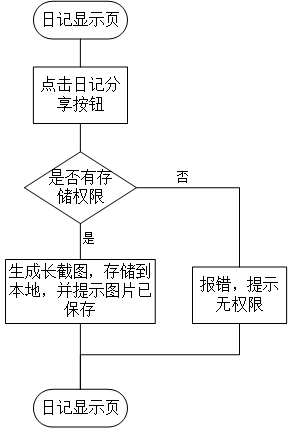 日记显示页
点击日记分
享按钮
是否有存
储权限
否
是
生成长截图，存储到
本地，并提示图片已
保存
报错，提示
无权限
日记显示页